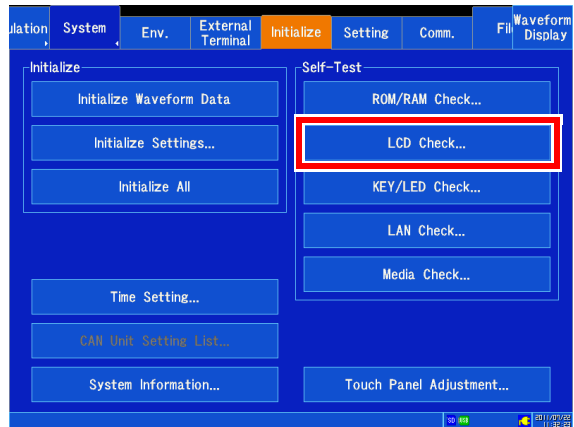 System
Env.
External
Terminal
Initialize
Setting
Comm.
Waveform
Display
Initialize
Initialize Waveform Data
Initialize Settings...
Initialize All
Self-Test
ROM/RAM Check...
LCD Check...
KEY/LED Check...
LAN Check...
Media Check...
Time Setting...
CAN Unit Setting List...
System Information...
Touch Panel Adjustment...
SD